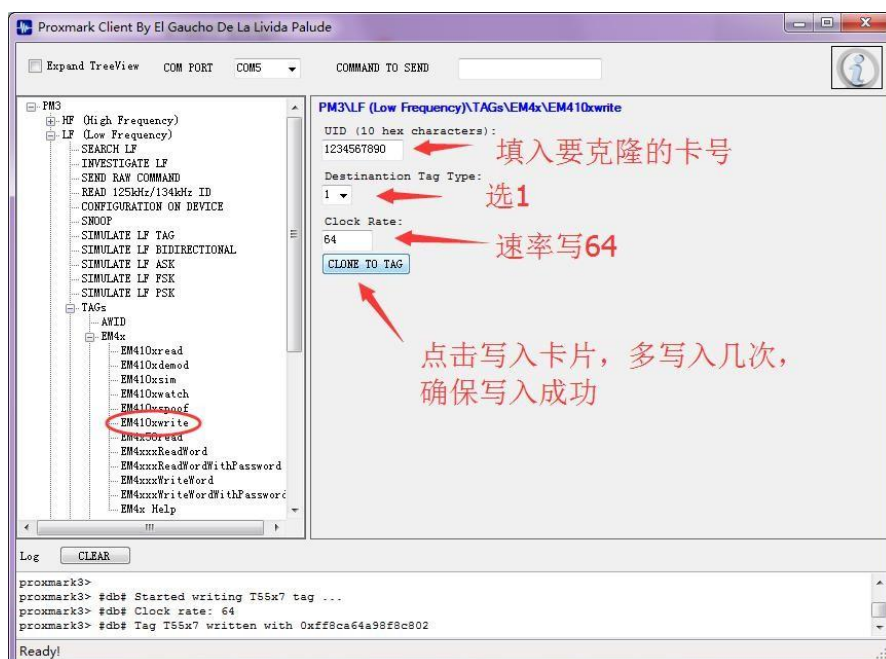 Proxmark Client By El Gaucho De La Livida Palude
Expand TreeView COM PORT COM5 COMMAND TO SEND
PM3
HF (High Frequency)
LF (Low Frequency)
SEARCH LF
INVESTIGATE LF
SEND RAW COMMAND
READ 125kHz/134kHz ID
CONFIGURATION ON DEVICE
SNOOP
SIMULATE LF TAG
SIMULATE LF BIDIRECTIONAL
SIMULATE LF ASK
SIMULATE LF FSK
SIMULATE LF PSK
TAGs
AWID
EM4x
EM410xread
EM410xdemod
EM410xsim
EM410xwatch
EM410xspoof
EM410xwrite
EM4x50read
EM4xxxReadWord
EM4xxxReadWordWithPassword
EM4xxxWriteWord
EM4xxxWriteWordWithPassword
EM4x Help
PM3\LF (Low Frequency)\TAGs\EM4x\EM410xwrite
UID (10 hex characters):
1234567890
填入要克隆的卡号
Destinantion Tag Type:
1
选1
Clock Rate:
64
速率写64
CLONE TO TAG
点击写入卡片，多写入几次，
确保写入成功
Log CLEAR
proxmark3>
proxmark3> #db# Started writing T55x7 tag ...
proxmark3> #db# Clock rate: 64
proxmark3> #db# Tag T55x7 written with 0xff8ca64a98f8c802
Ready!